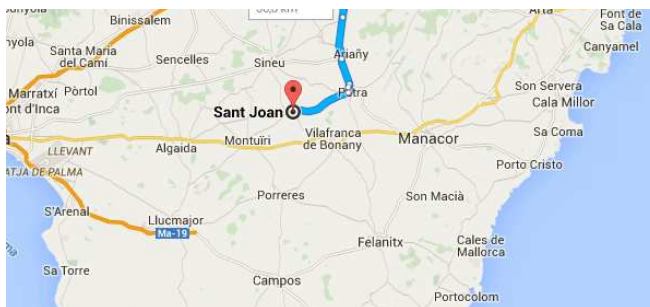 Binissalem
Arta
Font de
Sa Cala
Canyamel
Santa Maria
del Camí
Sencelles
Sineu
Ariany
Petra
Marratxí
Pòrtol
Son Servera
Cala Millor
Sant Joan
Sa Coma
Vilafranca
de Bonany
Manacor
Montuïri
Algaida
LLEVANT
Porto Cristo
Porreres
Son Macià
S'Arenal
Llucmajor
Ma-19
Felanitx
Cales de
Mallorca
Sa Torre
Campos
Portocolom